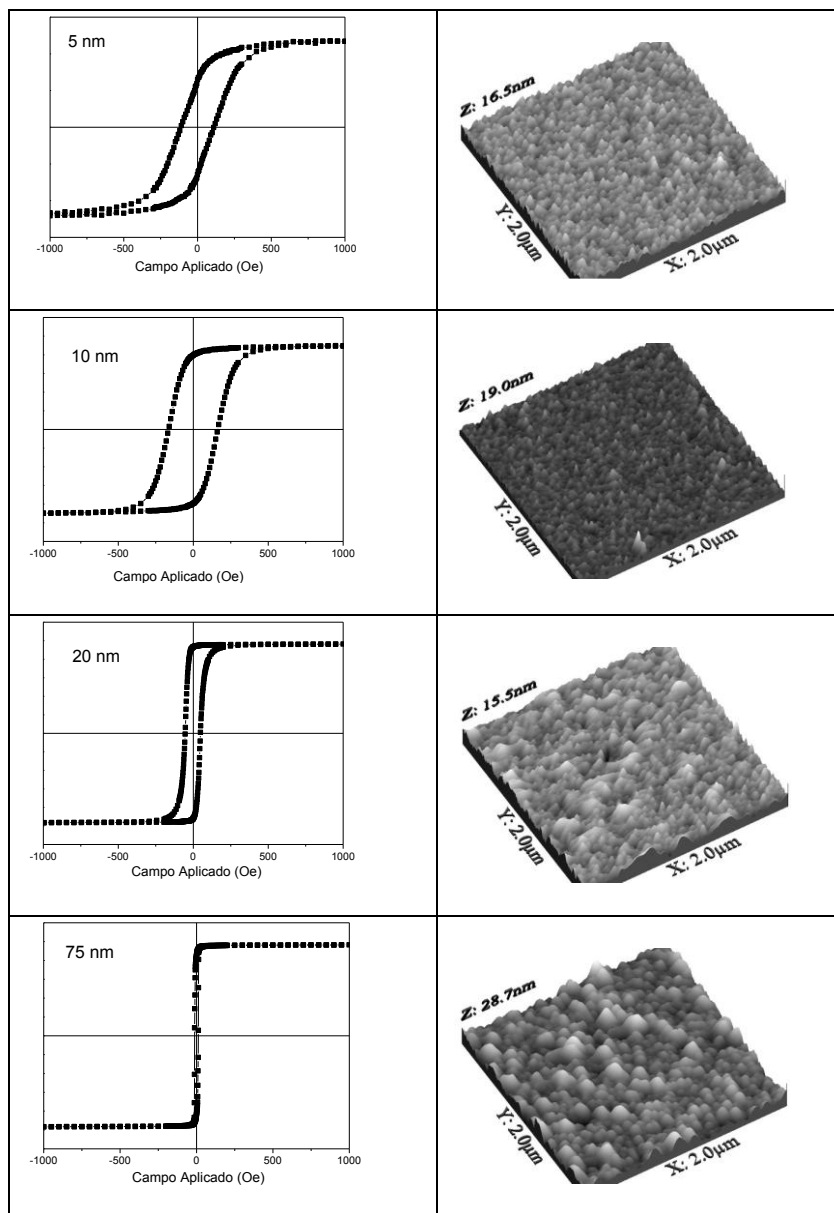 5 nm
-1000 -500 0 500 1000
Campo Aplicado (Oe)
Z: 16.5nm
Y: 2.0µm
X: 2.0µm
10 nm
-1000 -500 0 500 1000
Campo Aplicado (Oe)
Z: 19.0nm
Y: 2.0µm
X: 2.0µm
20 nm
-1000 -500 0 500 1000
Campo Aplicado (Oe)
Z: 15.5nm
Y: 2.0µm
X: 2.0µm
75 nm
-1000 -500 0 500 1000
Campo Aplicado (Oe)
Z: 28.7nm
Y: 2.0µm
X: 2.0µm